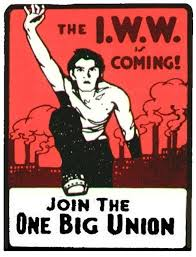 THE I.W.W.
is
COMING!
JOIN THE
ONE BIG UNION